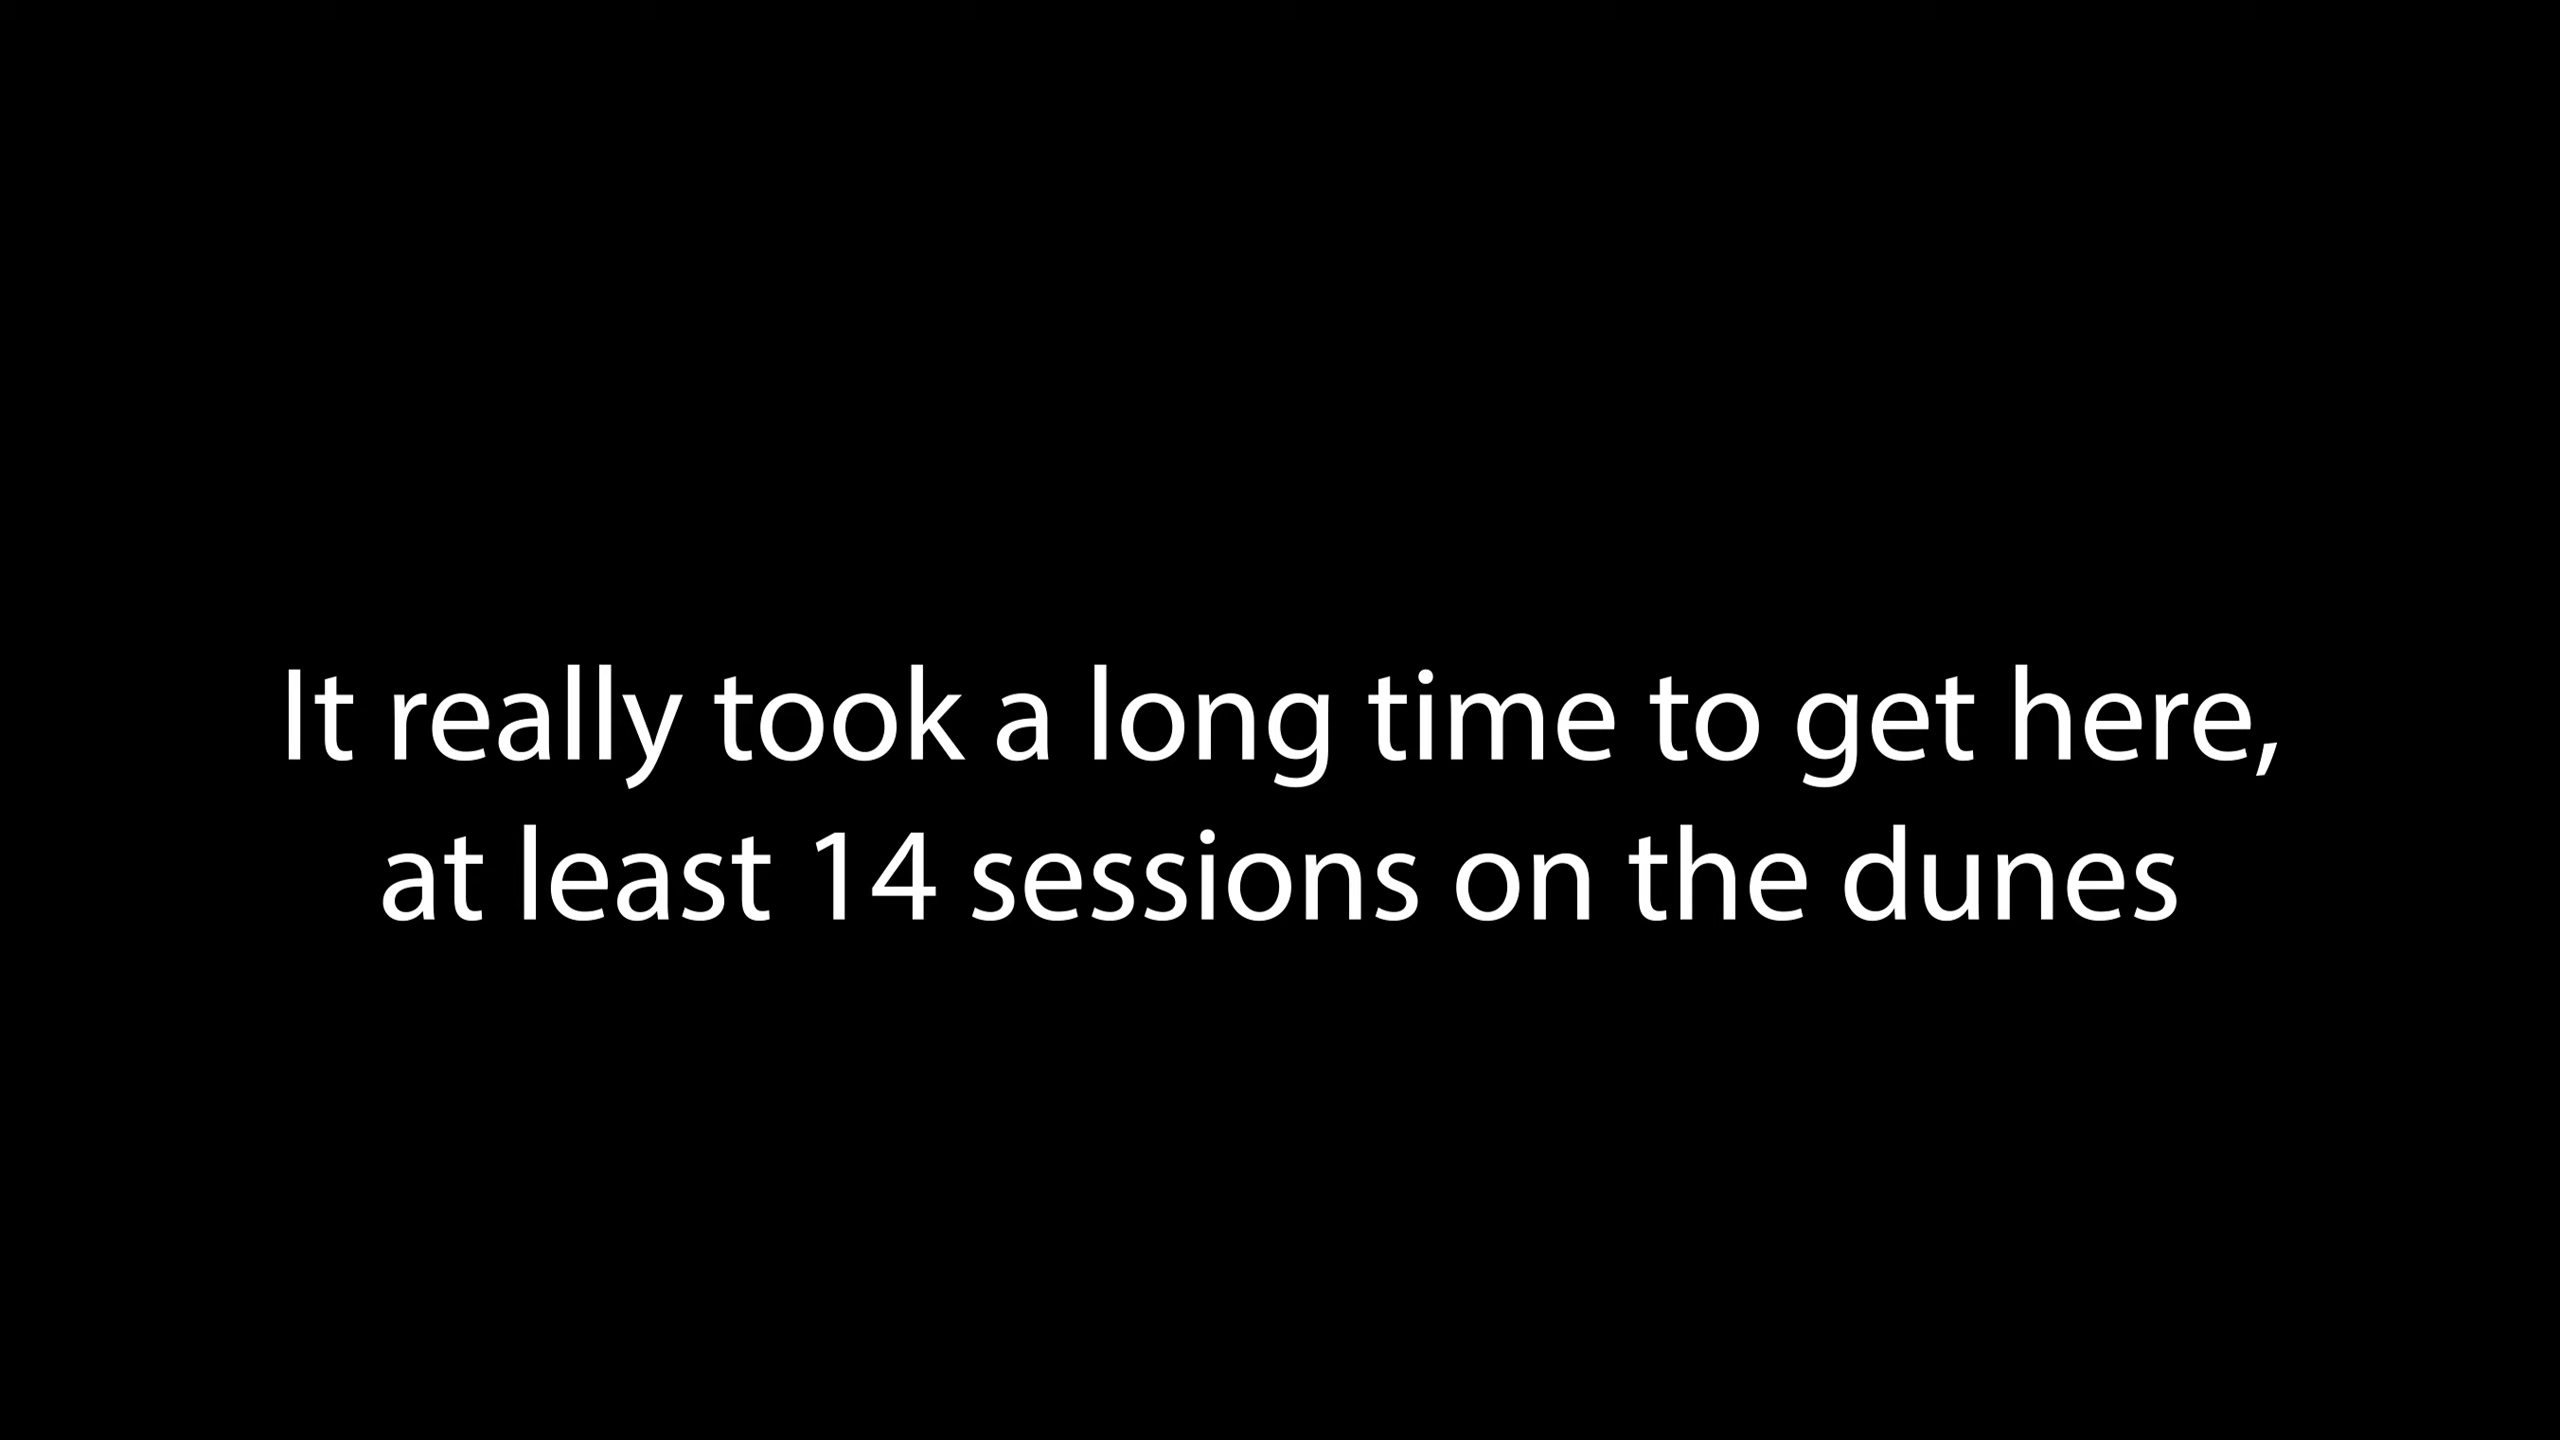 It really took a long time to get here,
at least 14 sessions on the dunes